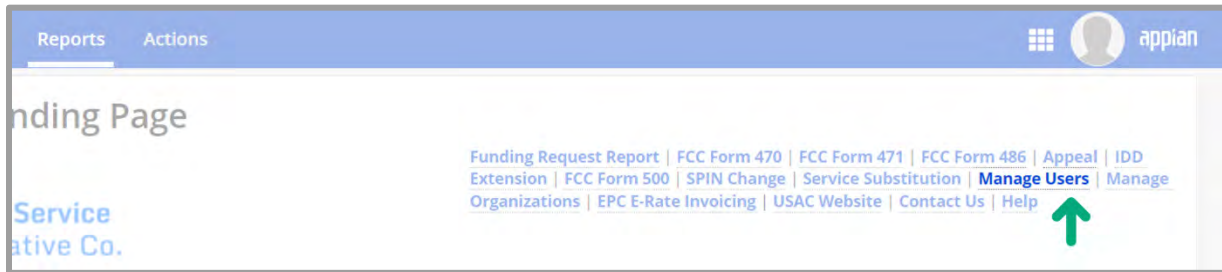 Reports Actions appian
nding Page
Funding Request Report | FCC Form 470 | FCC Form 471 | FCC Form 486 | Appeal | IDD
Extension | FCC Form 500 | SPIN Change | Service Substitution | Manage Users | Manage
Organizations | EPC E-Rate Invoicing | USAC Website | Contact Us | Help
Service
ative Co.